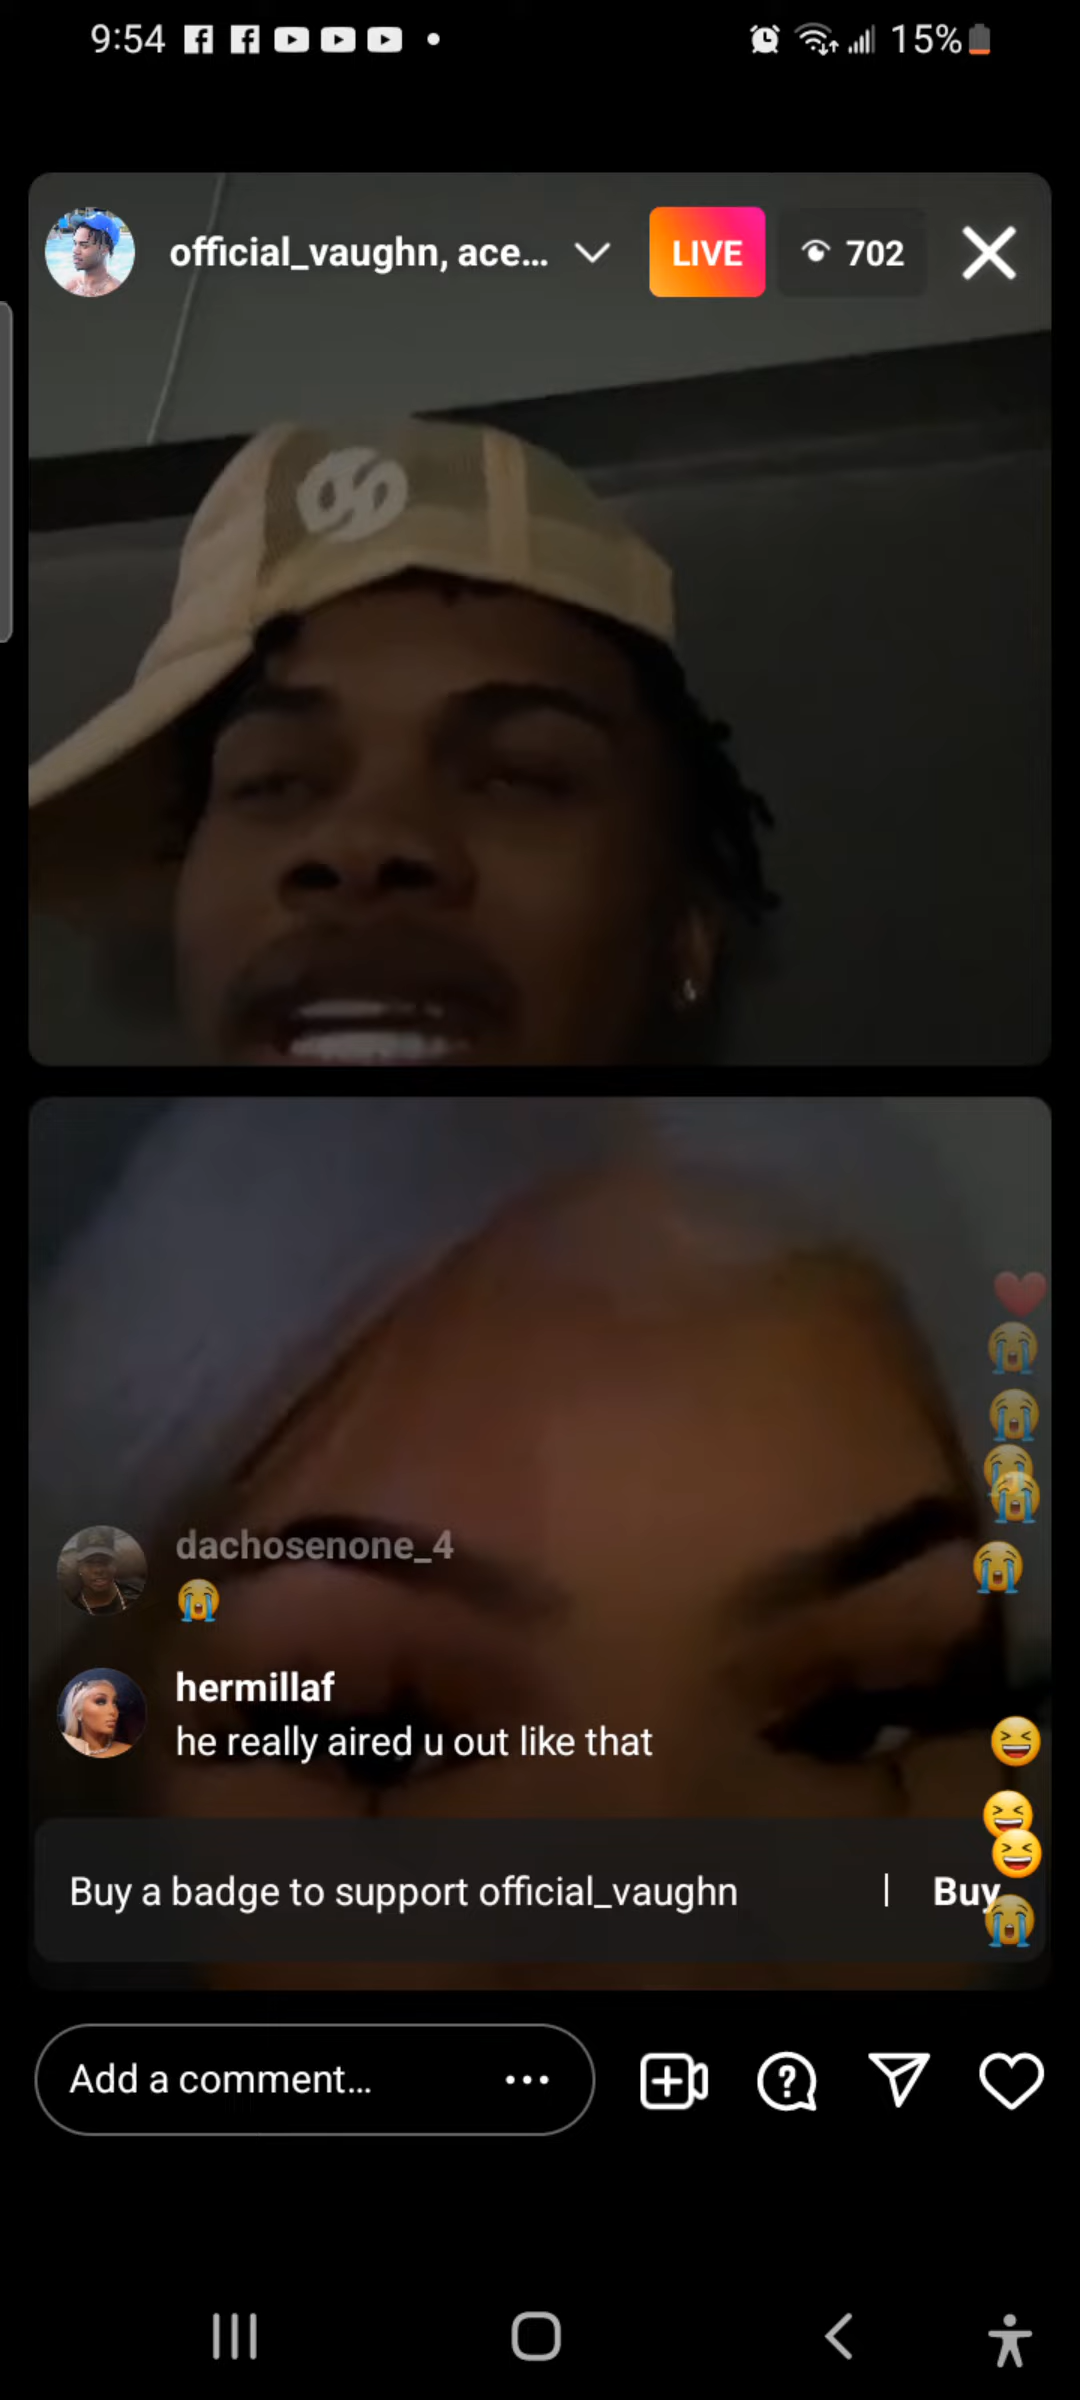 9:54
15%
official_vaughn, ace...
LIVE
702
dachosenone_4
hermillaf
he really aired u out like that
Buy a badge to support official_vaughn | Buy
Add a comment...